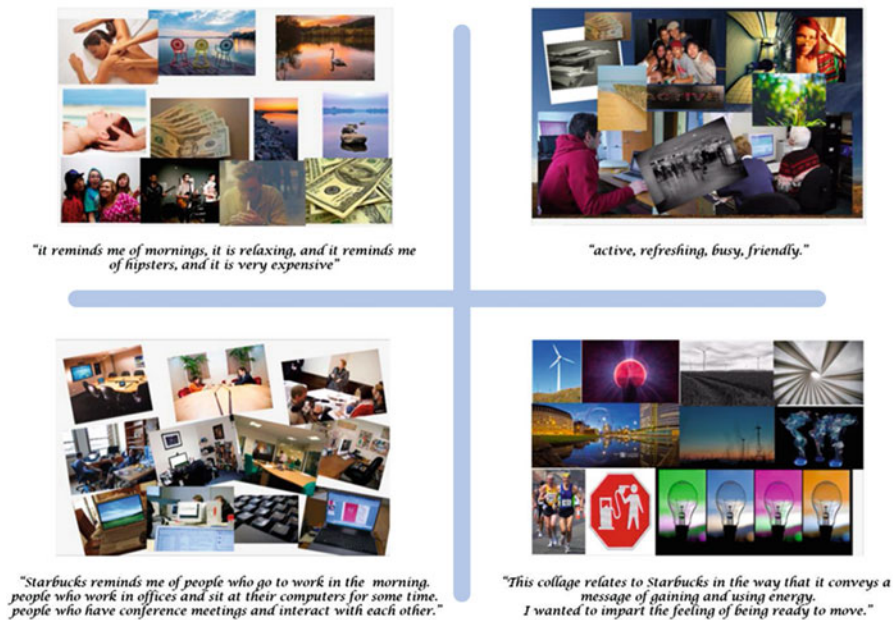 "it reminds me of mornings, it is relaxing, and it reminds me
of hipsters, and it is very expensive"
ACTIVE
"active, refreshing, busy, friendly."
"Starbucks reminds me of people who go to work in the morning.
people who work in offices and sit at their computers for some time.
people who have conference meetings and interact with each other."
"This collage relates to Starbucks in the way that it conveys a
message of gaining and using energy.
I wanted to impart the feeling of being ready to move."